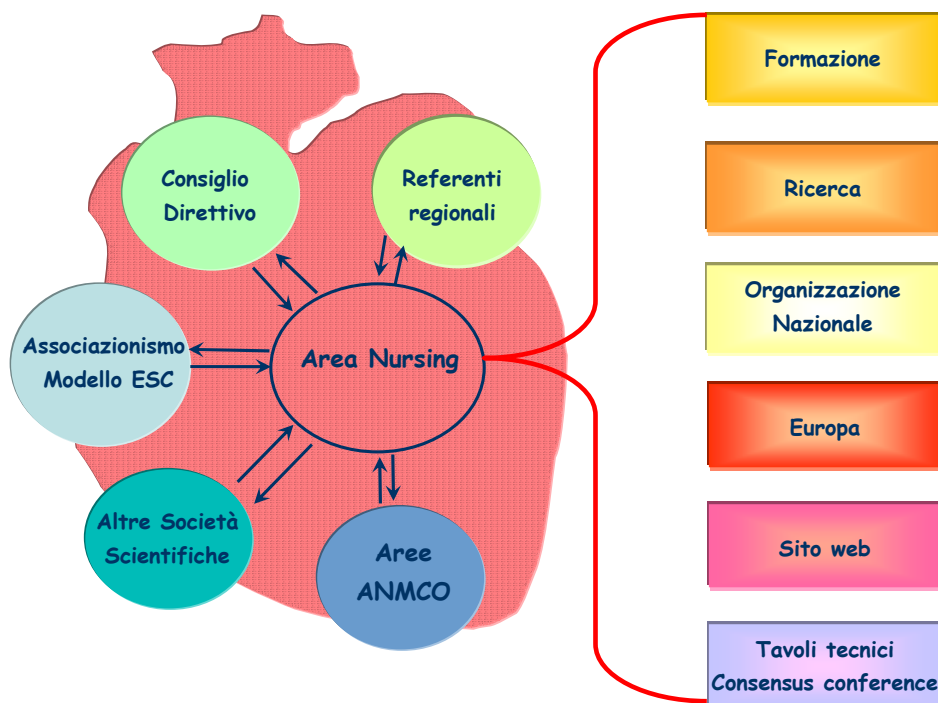 Consiglio
Direttivo
Referenti
regionali
Associazionismo
Modello ESC
Area Nursing
Altre Società
Scientifiche
Aree
ANMCO
Formazione
Ricerca
Organizzazione
Nazionale
Europa
Sito web
Tavoli tecnici
Consensus conference